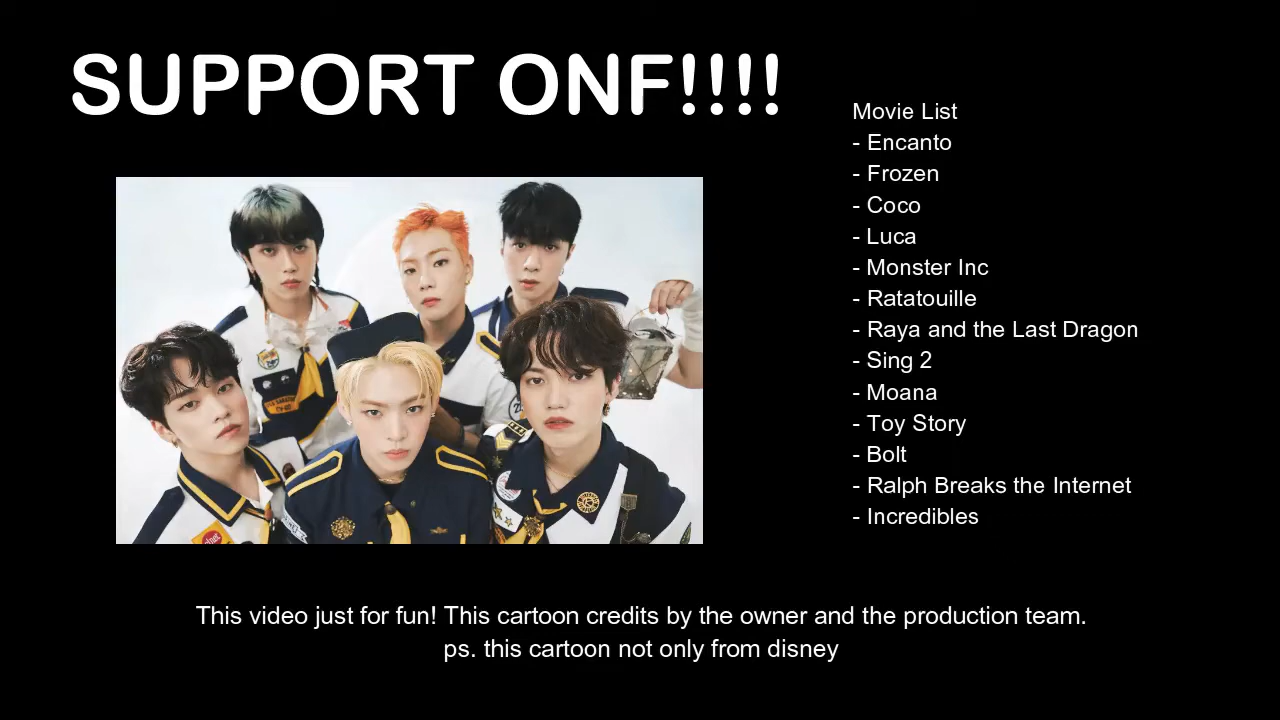 SUPPORT ONF!!!!
Movie List
- Encanto
- Frozen
- Coco
- Luca
- Monster Inc
- Ratatouille
- Raya and the Last Dragon
- Sing 2
- Moana
- Toy Story
- Bolt
- Ralph Breaks the Internet
- Incredibles
This video just for fun! This cartoon credits by the owner and the production team.
ps. this cartoon not only from disney